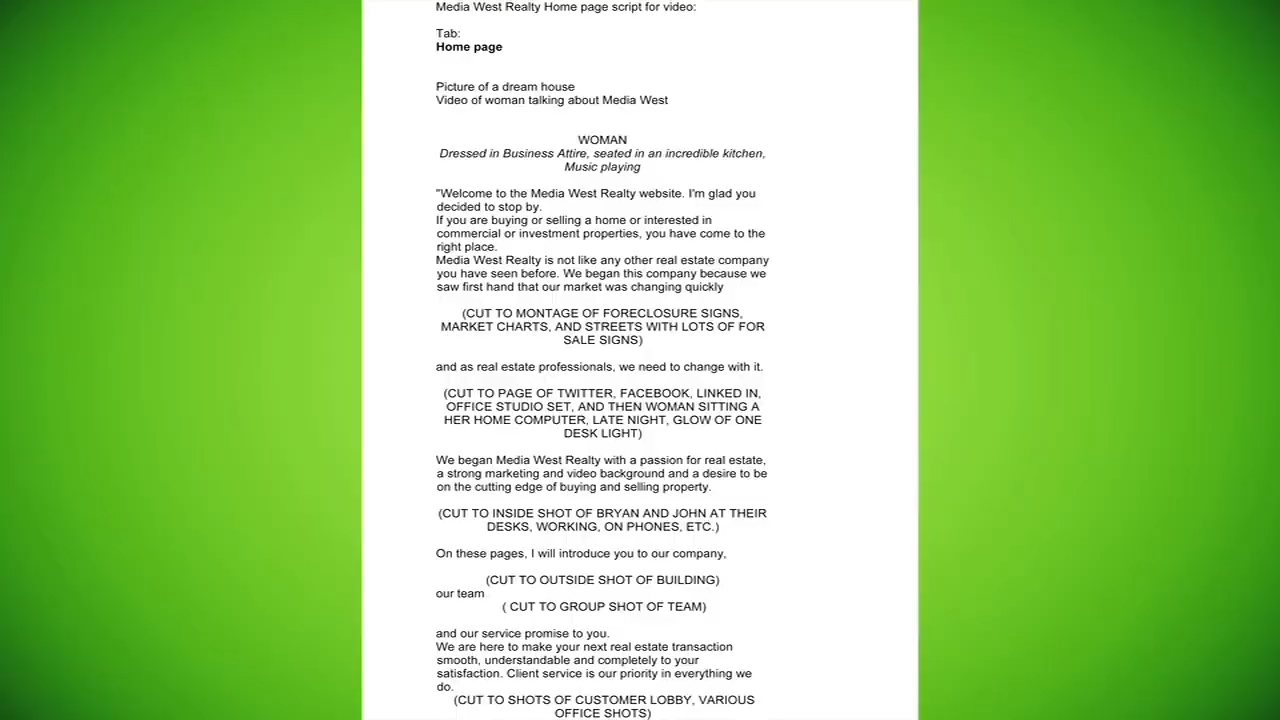 Media West Realty Home page script for video:
Tab:
Home page
Picture of a dream house
Video of woman talking about Media West
WOMAN
Dressed in Business Attire, seated in an incredible kitchen,
Music playing
"Welcome to the Media West Realty website. I'm glad you
decided to stop by.
If you are buying or selling a home or interested in
commercial or investment properties, you have come to the
right place.
Media West Realty is not like any other real estate company
you have seen before. We began this company because we
saw first hand that our market was changing quickly
(CUT TO MONTAGE OF FORECLOSURE SIGNS,
MARKET CHARTS, AND STREETS WITH LOTS OF FOR
SALE SIGNS)
and as real estate professionals, we need to change with it.
(CUT TO PAGE OF TWITTER, FACEBOOK, LINKED IN,
OFFICE STUDIO SET, AND THEN WOMAN SITTING A
HER HOME COMPUTER, LATE NIGHT, GLOW OF ONE
DESK LIGHT)
We began Media West Realty with a passion for real estate,
a strong marketing and video background and a desire to be
on the cutting edge of buying and selling property.
(CUT TO INSIDE SHOT OF BRYAN AND JOHN AT THEIR
DESKS, WORKING, ON PHONES, ETC.)
On these pages, I will introduce you to our company,
(CUT TO OUTSIDE SHOT OF BUILDING)
our team
( CUT TO GROUP SHOT OF TEAM)
and our service promise to you.
We are here to make your next real estate transaction
smooth, understandable and completely to your
satisfaction. Client service is our priority in everything we
do.
(CUT TO SHOTS OF CUSTOMER LOBBY, VARIOUS
OFFICE SHOTS)